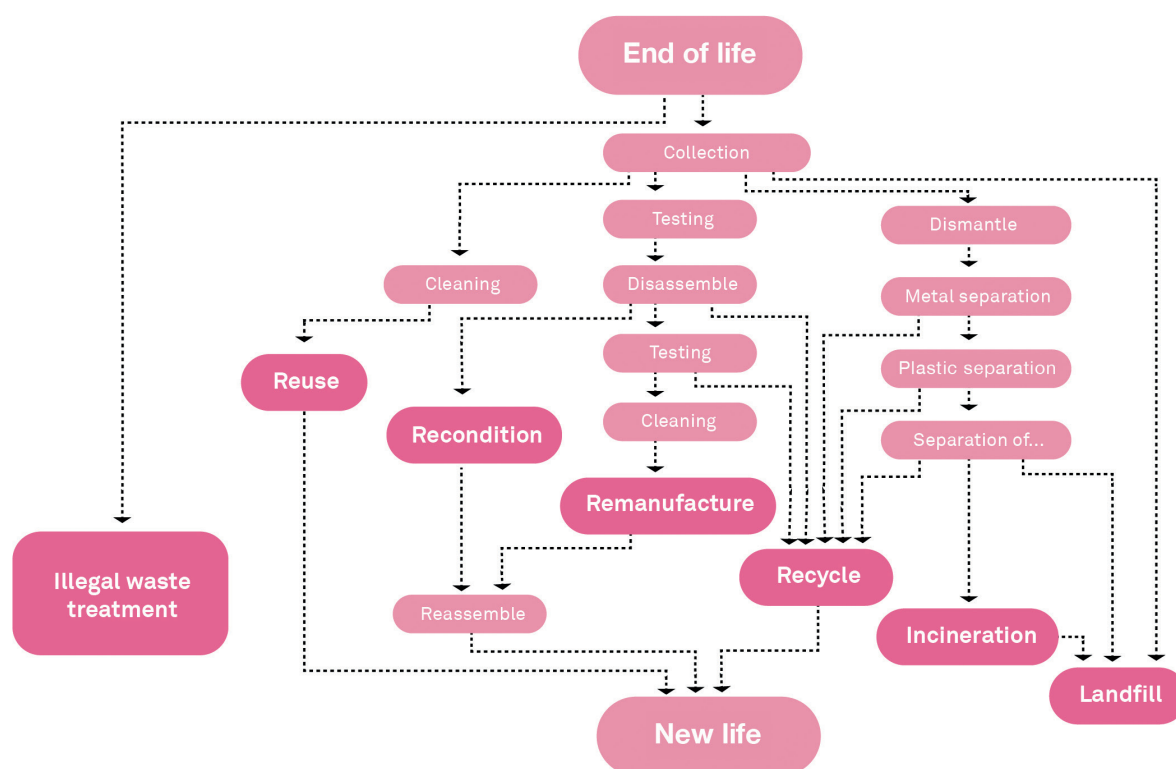 End of life
Collection
Testing
Dismantle
Cleaning
Disassemble
Metal separation
Testing
Plastic separation
Reuse
Cleaning
Recondition
Separation of...
Remanufacture
Recycle
Illegal waste
treatment
Reassemble
Incineration
Landfill
New life